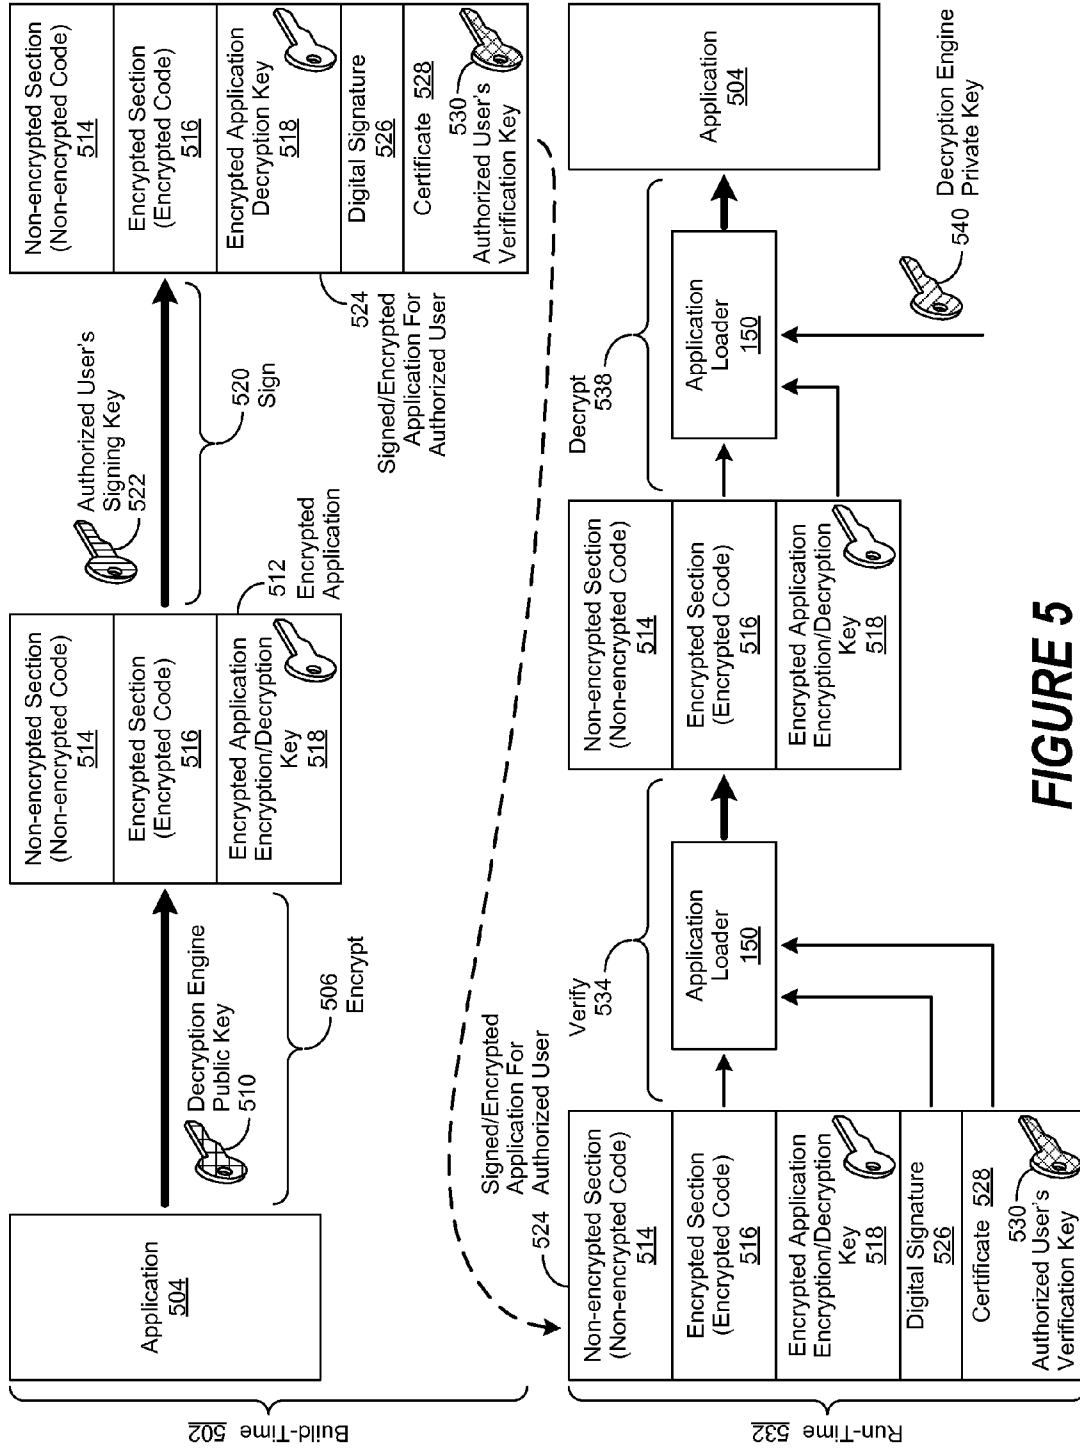 Build-Time 502
Application
504
Decryption Engine
Public Key
510
506
Encrypt
Non-encrypted Section
(Non-encrypted Code)
514
Encrypted Section
(Encrypted Code)
516
Encrypted Application
Encryption/Decryption
Key
518
512
Encrypted
Application
Authorized User's
Signing Key
522
520
Sign
Non-encrypted Section
(Non-encrypted Code)
514
Encrypted Section
(Encrypted Code)
516
Encrypted Application
Decryption Key
518
Digital Signature
526
Certificate 528
530
Authorized User's
Verification Key
524
Signed/Encrypted
Application For
Authorized User
Run-Time 532
524
Signed/Encrypted
Application For
Authorized User
Non-encrypted Section
(Non-encrypted Code)
514
Encrypted Section
(Encrypted Code)
516
Encrypted Application
Encryption/Decryption
Key
518
Digital Signature
526
Certificate 528
530
Authorized User's
Verification Key
Verify
534
Application
Loader
150
Non-encrypted Section
(Non-encrypted Code)
514
Encrypted Section
(Encrypted Code)
516
Encrypted Application
Encryption/Decryption
Key
518
Decrypt
538
Application
Loader
150
540
Decryption Engine
Private Key
Application
504
FIGURE 5